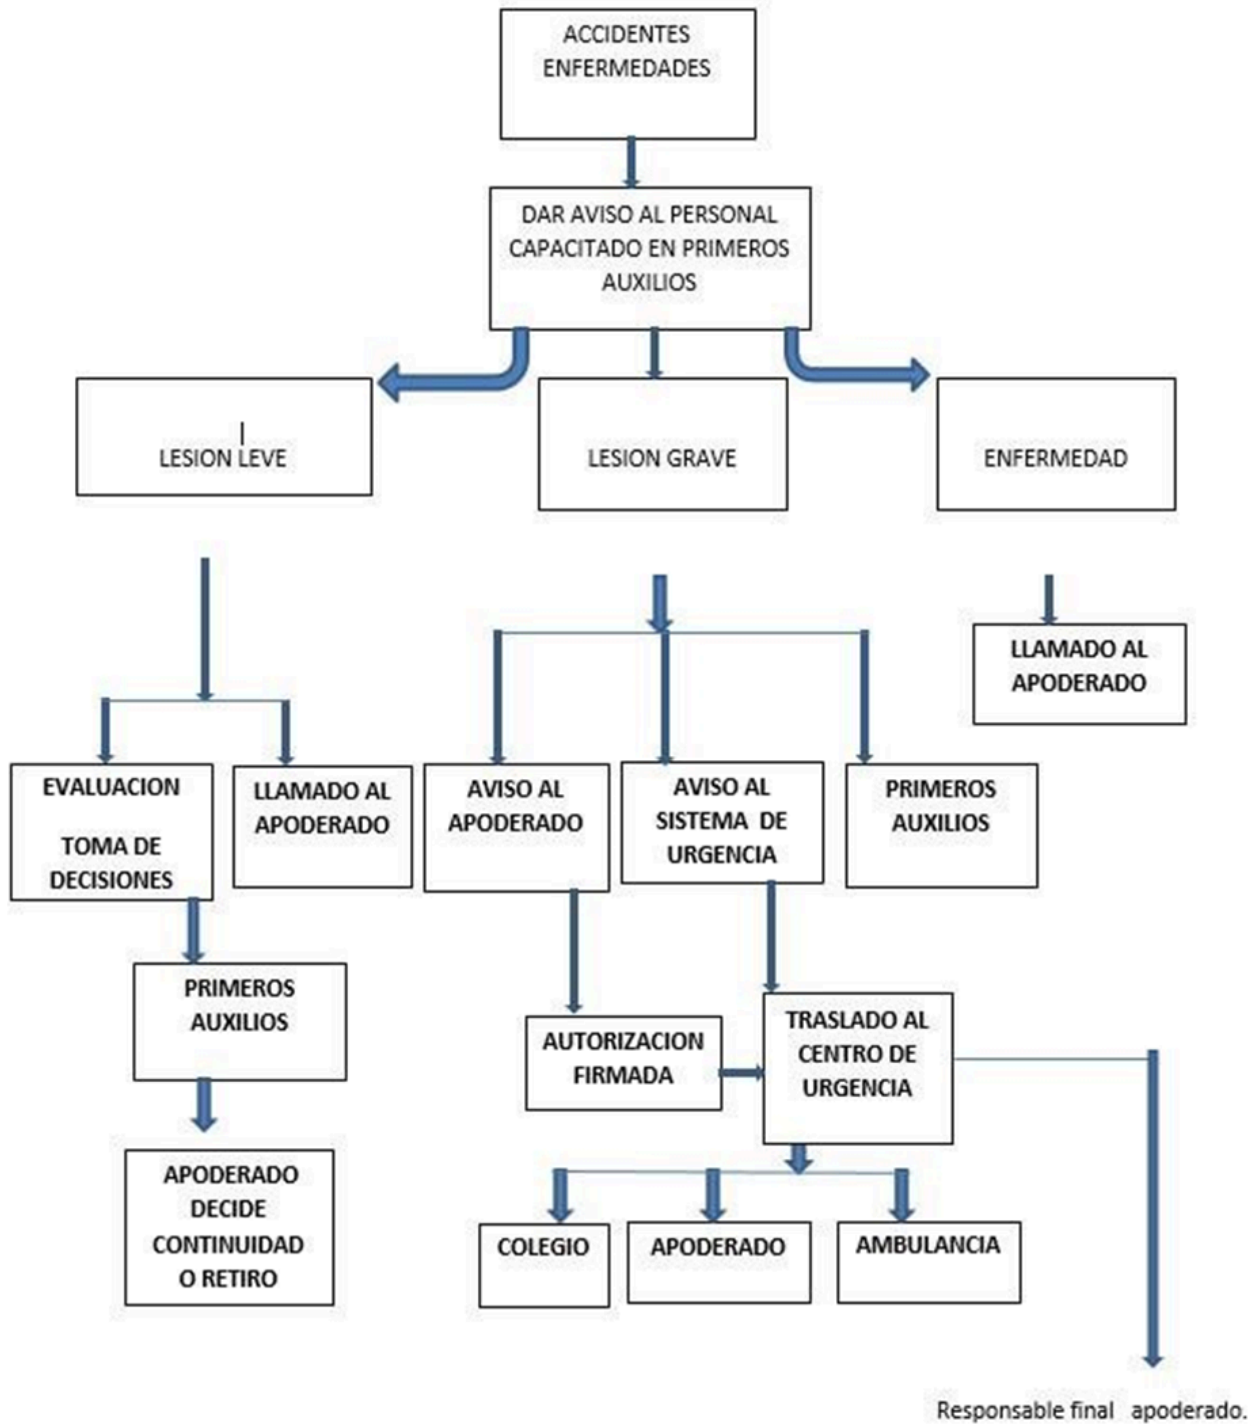 ACCIDENTES
ENFERMEDADES
DAR AVISO AL PERSONAL
CAPACITADO EN PRIMEROS
AUXILIOS
LESION LEVE
LESION GRAVE
ENFERMEDAD
LLAMADO AL
APODERADO
EVALUACION
TOMA DE
DECISIONES
LLAMADO AL
APODERADO
AVISO AL
APODERADO
AVISO AL
SISTEMA DE
URGENCIA
PRIMEROS
AUXILIOS
PRIMEROS
AUXILIOS
AUTORIZACION
FIRMADA
TRASLADO AL
CENTRO DE
URGENCIA
APODERADO
DECIDE
CONTINUIDAD
O RETIRO
COLEGIO
APODERADO
AMBULANCIA
Responsable final apoderado.